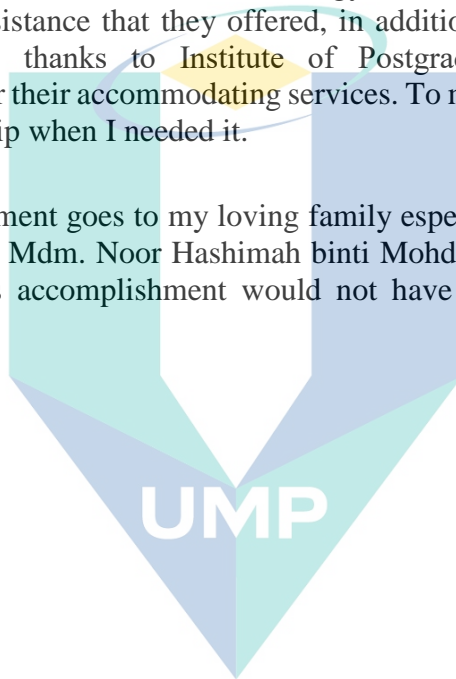 sistance that they offered, in additio
thanks to Institute of Postgra
r their accommodating services. To
ip when I needed it.
ment goes to my loving family espe
Mdm. Noor Hashimah binti Mohd
s accomplishment would not have
UMP